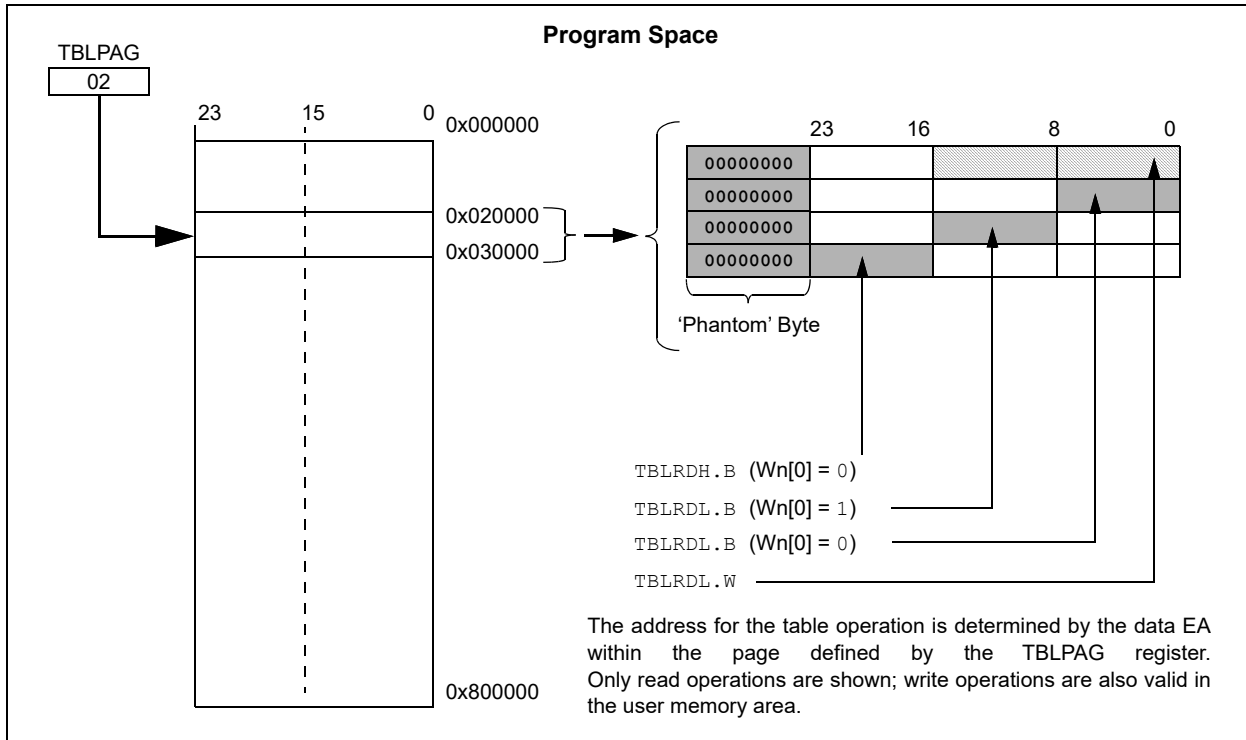 Program Space
TBLPAG
02
23 15 0
0x000000
0x020000
0x030000
0x800000
23 16 8 0
00000000
00000000
00000000
00000000
‘Phantom’ Byte
TBLRDH.B (Wn[0] = 0)
TBLRDL.B (Wn[0] = 1)
TBLRDL.B (Wn[0] = 0)
TBLRDL.W
The address for the table operation is determined by the data EA
within the page defined by the TBLPAG register.
Only read operations are shown; write operations are also valid in
the user memory area.